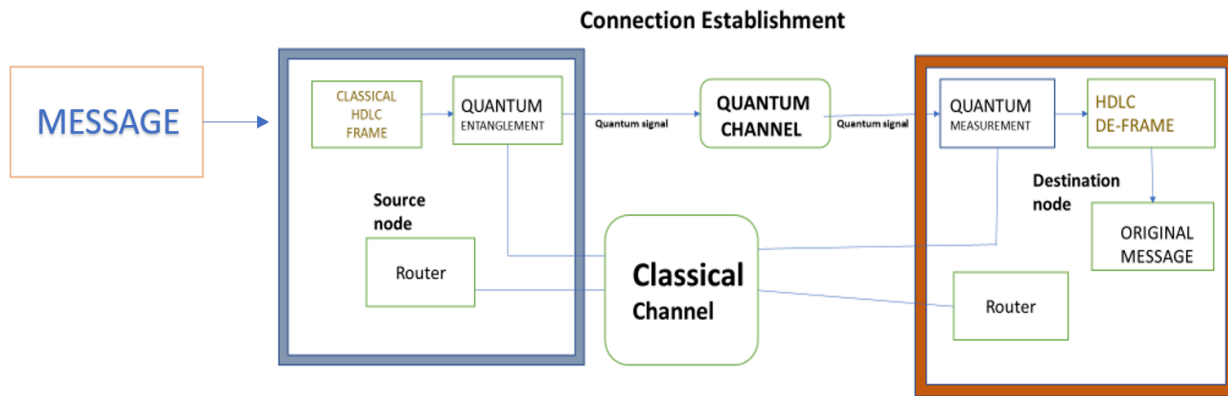 Connection Establishment
MESSAGE
CLASSICAL
HDLC
FRAME
QUANTUM
ENTANGLEMENT
Quantum signal
QUANTUM
CHANNEL
Quantum signal
QUANTUM
MEASUREMENT
HDLC
DE-FRAME
Source
node
Router
Classical
Channel
Destination
node
ORIGINAL
MESSAGE
Router